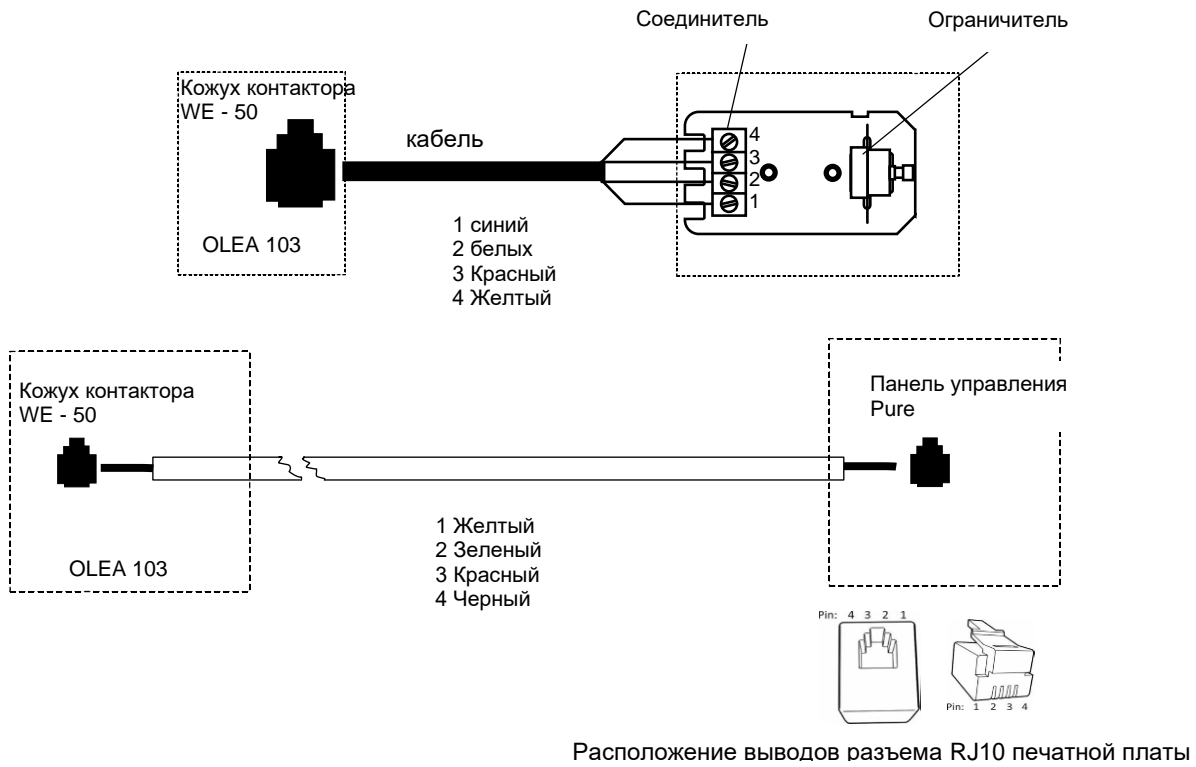 Соединитель
Ограничитель
Кожух контактора
WE - 50
кабель
4
3
2
1
OLEA 103
1 синий
2 белых
3 Красный
4 Желтый
Кожух контактора
WE - 50
Панель управления
Pure
1 Желтый
2 Зеленый
3 Красный
4 Черный
OLEA 103
Pin: 4 3 2 1
Pin: 1 2 3 4
Расположение выводов разъема RJ10 печатной платы